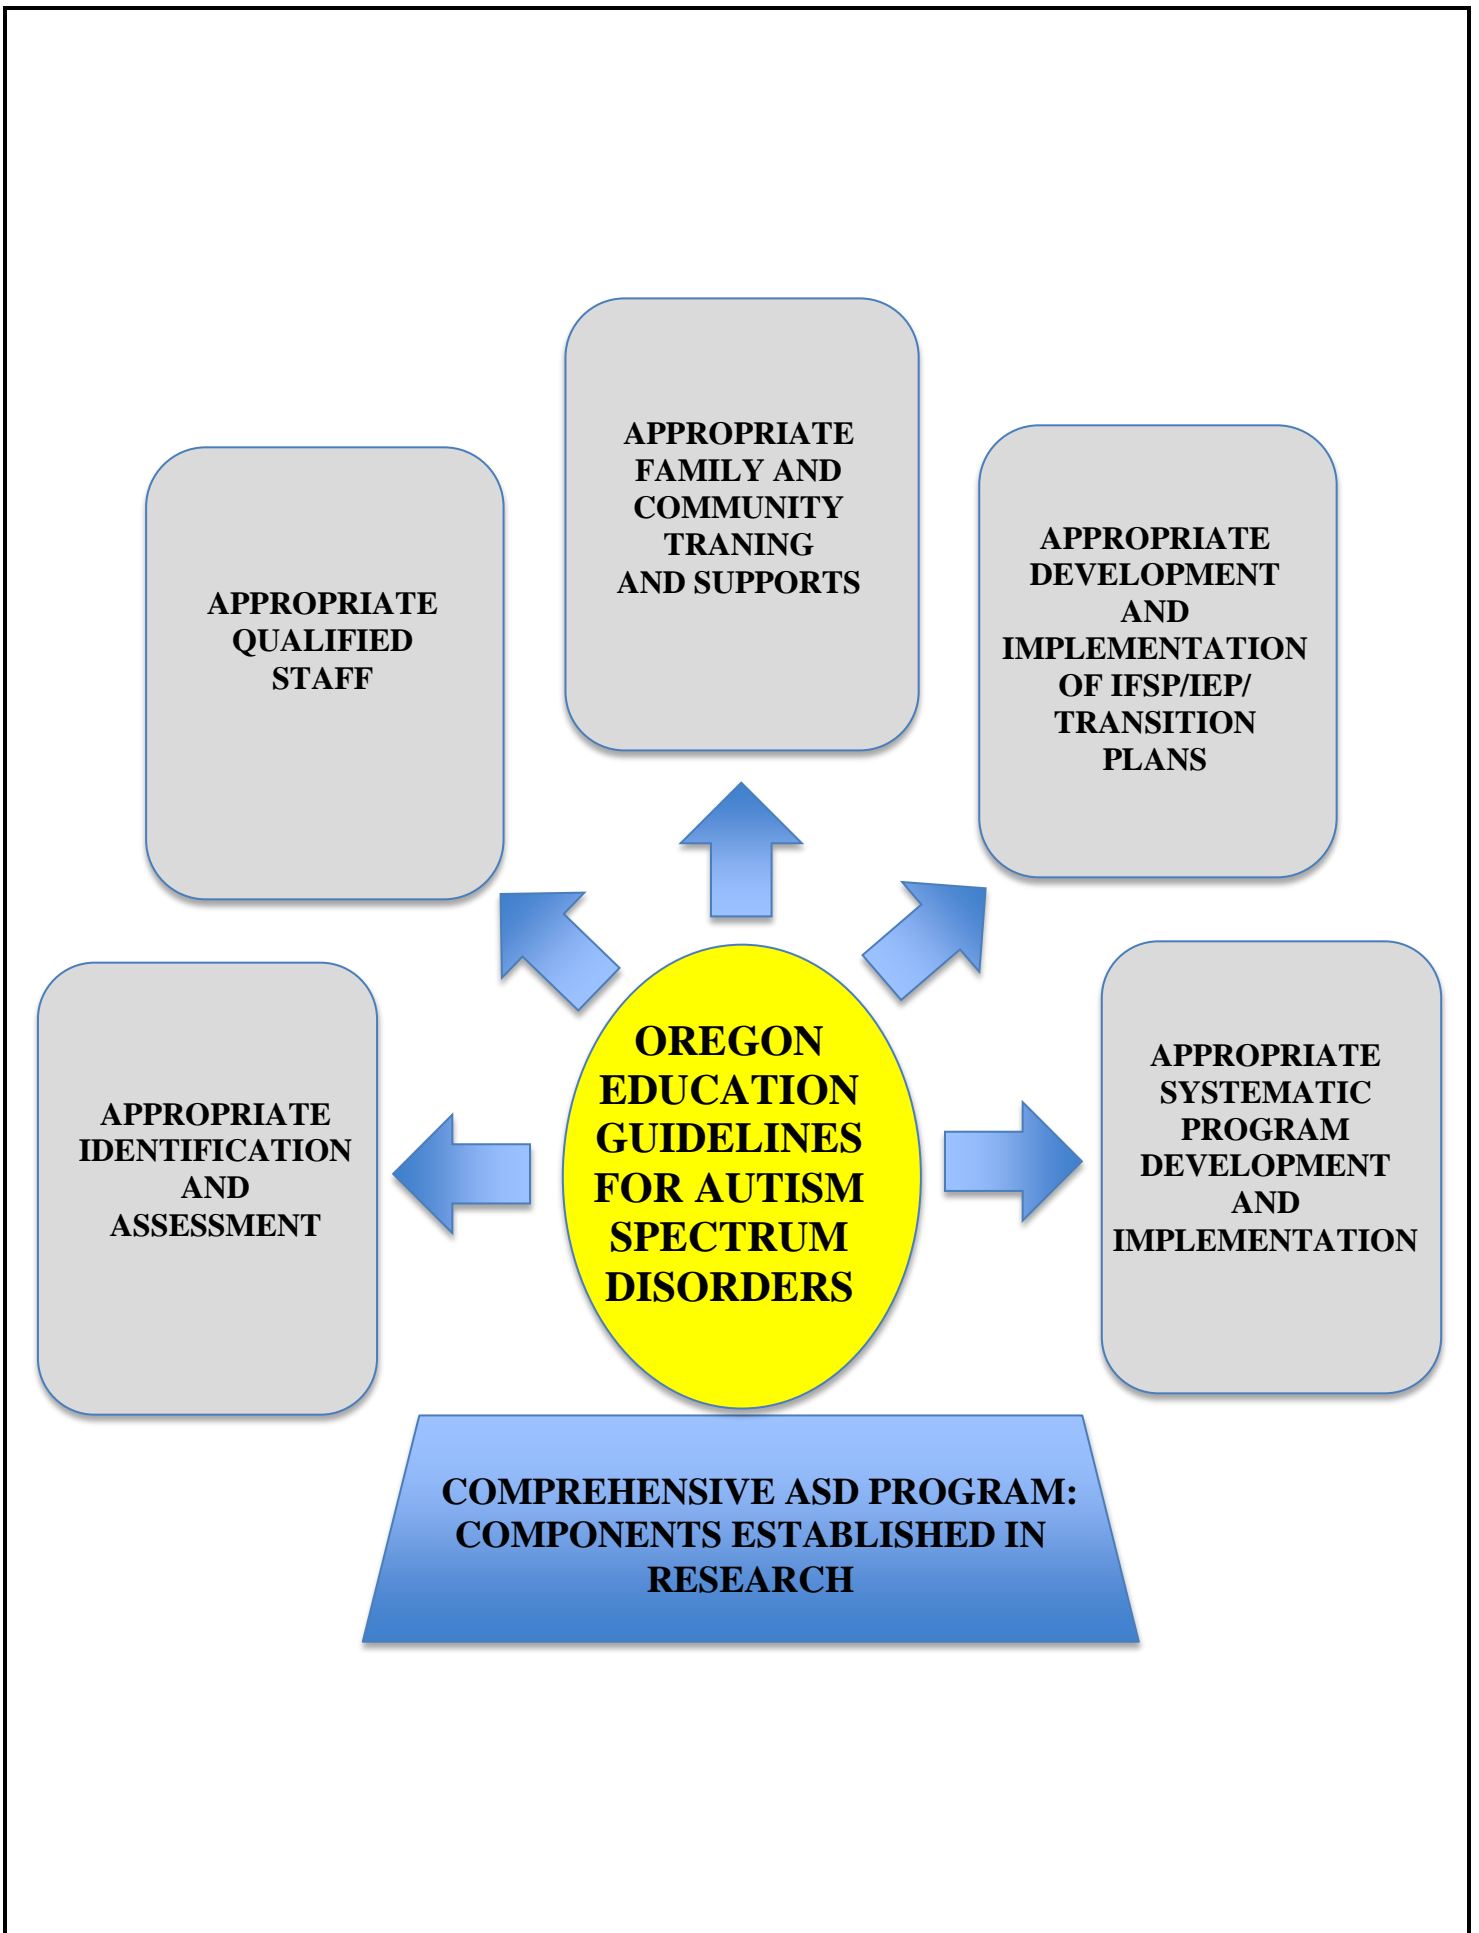 APPROPRIATE
FAMILY AND
COMMUNITY
TRANING
AND SUPPORTS
APPROPRIATE
QUALIFIED
STAFF
APPROPRIATE
DEVELOPMENT
AND
IMPLEMENTATION
OF IFSP/IEP/
TRANSITION
PLANS
APPROPRIATE
IDENTIFICATION
AND
ASSESSMENT
OREGON
EDUCATION
GUIDELINES
FOR AUTISM
SPECTRUM
DISORDERS
APPROPRIATE
SYSTEMATIC
PROGRAM
DEVELOPMENT
AND
IMPLEMENTATION
COMPREHENSIVE ASD PROGRAM:
COMPONENTS ESTABLISHED IN
RESEARCH